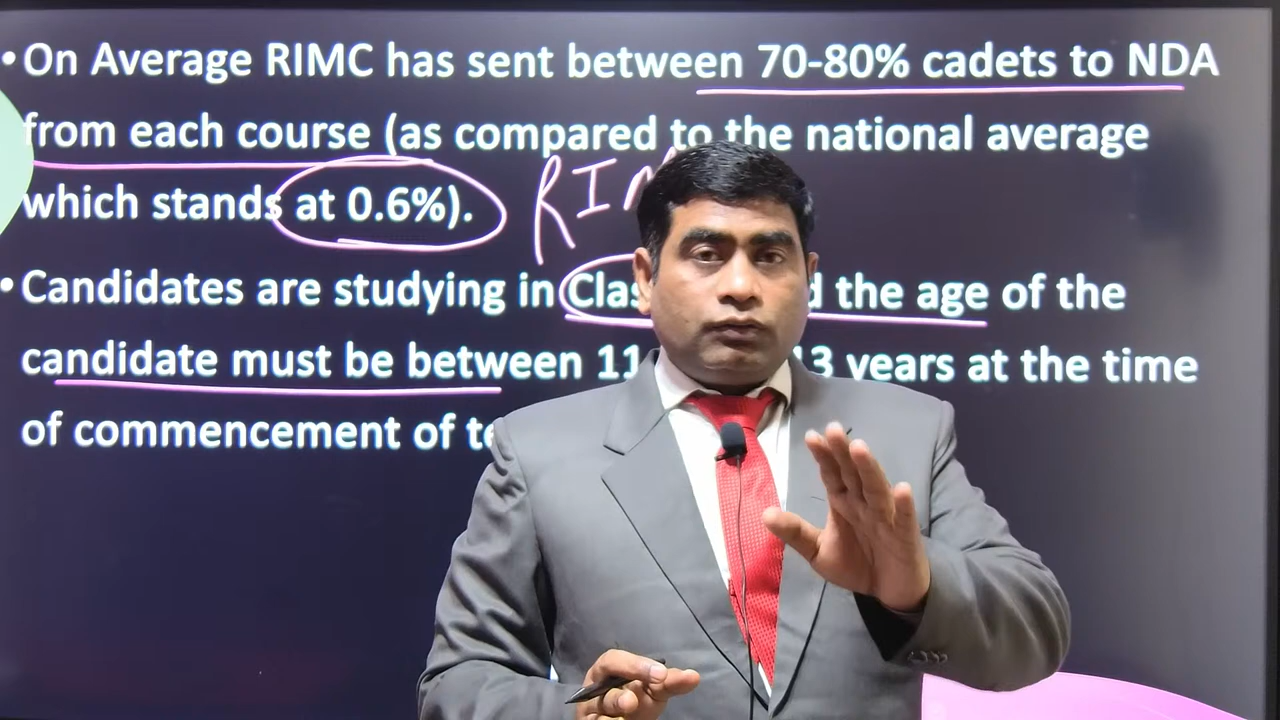 • On Average RIMC has sent between 70-80% cadets to NDA
from each course (as compared to the national average
which stands at 0.6%).
RIM
• Candidates are studying in Clas d the age of the
candidate must be between 11 13 years at the time
of commencement of te